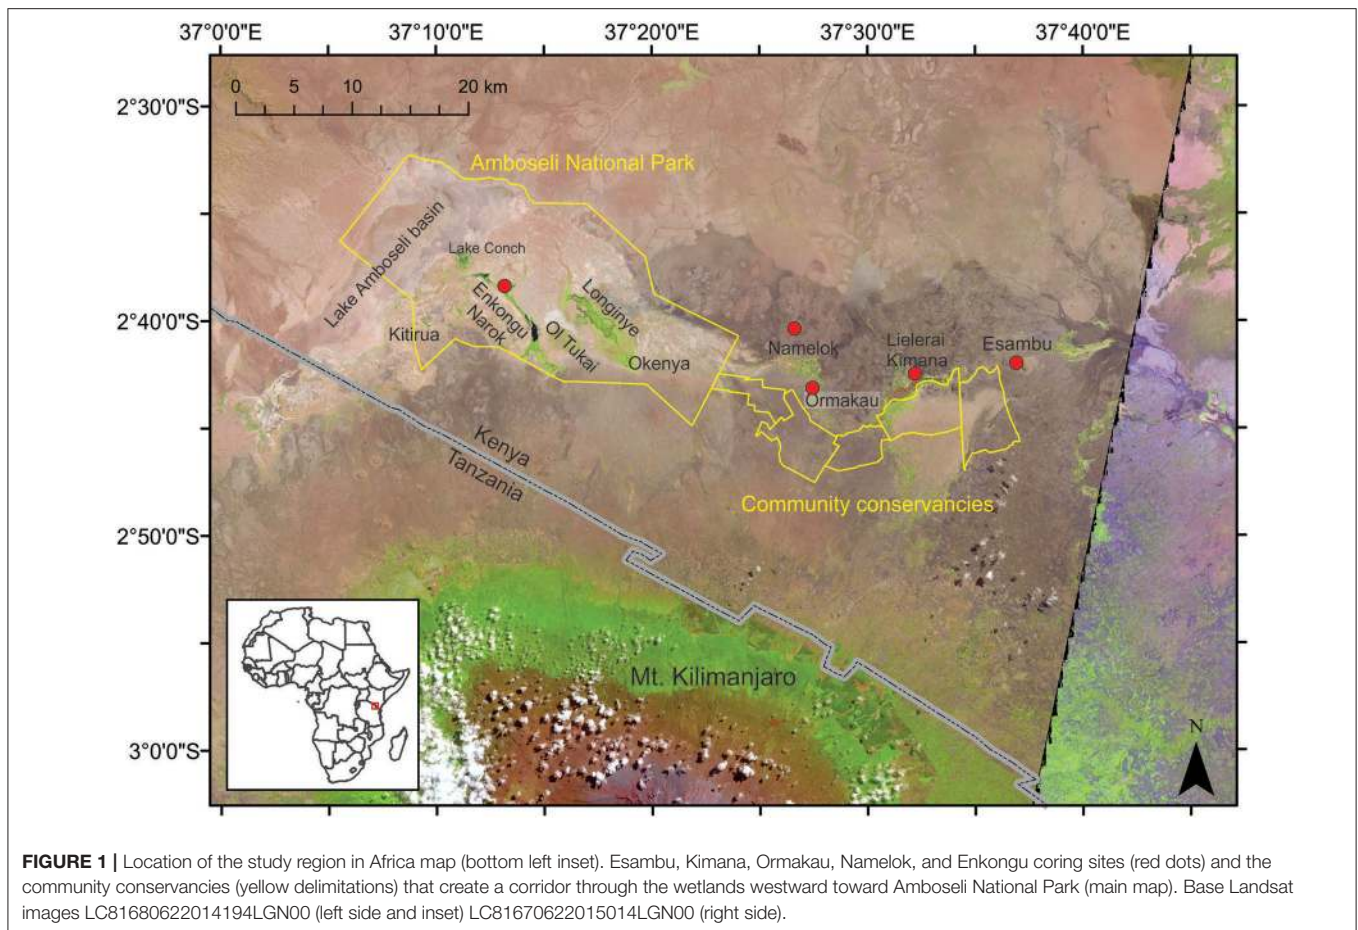 37°0'0"E 37°10'0"E 37°20'0"E 37°30'0"E 37°40'0"E
0 5 10 20 km
2°30'0"S
Amboseli National Park
Lake Amboseli basin
Lake Conch
Enkongu
Narok
Longinye
Ol Tukai
Kitirua
Okenya
2°40'0"S
Namelok
Lielerai
Kimana
Esambu
Ormakau
Kenya
Tanzania
Community conservancies
2°50'0"S
Mt. Kilimanjaro
3°0'0"S
N
FIGURE 1 | Location of the study region in Africa map (bottom left inset). Esambu, Kimana, Ormakau, Namelok, and Enkongu coring sites (red dots) and the
community conservancies (yellow delimitations) that create a corridor through the wetlands westward toward Amboseli National Park (main map). Base Landsat
images LC81680622014194LGN00 (left side and inset) LC81670622015014LGN00 (right side).